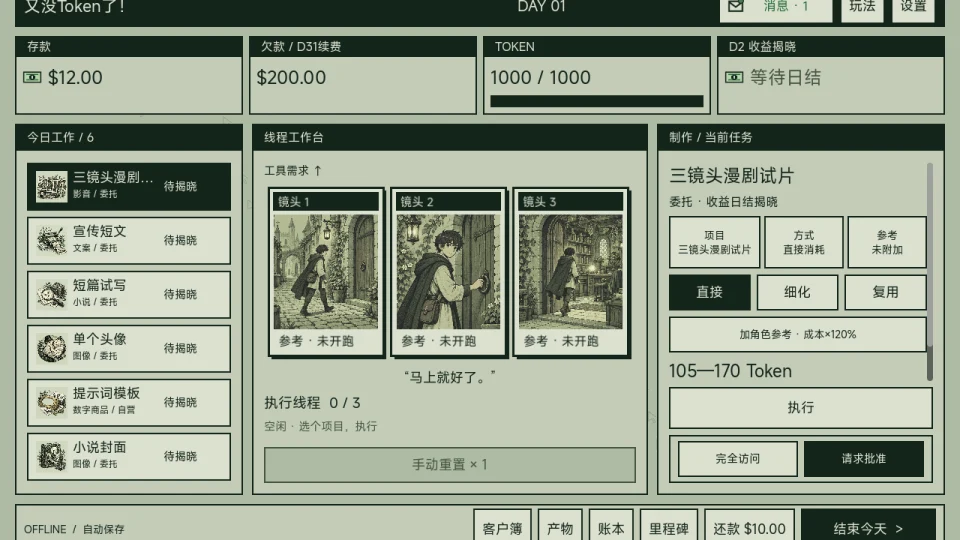 又没Token了!
DAY 01
消息 · 1
玩法
设置
存款
$12.00
欠款 / D31续费
$200.00
TOKEN
1000 / 1000
D2 收益揭晓
等待日结
今日工作 / 6
三镜头漫剧...
影音 / 委托
待揭晓
宣传短文
文案 / 委托
待揭晓
短篇试写
小说 / 委托
待揭晓
单个头像
图像 / 委托
待揭晓
提示词模板
数字商品 / 自营
待揭晓
小说封面
图像 / 委托
待揭晓
线程工作台
工具需求 ↑
镜头 1
参考 · 未开跑
镜头 2
参考 · 未开跑
镜头 3
参考 · 未开跑
“马上就好了。”
执行线程 0 / 3
空闲 · 选个项目，执行
手动重置 × 1
制作 / 当前任务
三镜头漫剧试片
委托 · 收益日结揭晓
项目
三镜头漫剧试片
方式
直接消耗
参考
未附加
直接
细化
复用
加角色参考 · 成本×120%
105—170 Token
执行
完全访问
请求批准
OFFLINE / 自动保存
客户簿
产物
账本
里程碑
还款 $10.00
结束今天 >